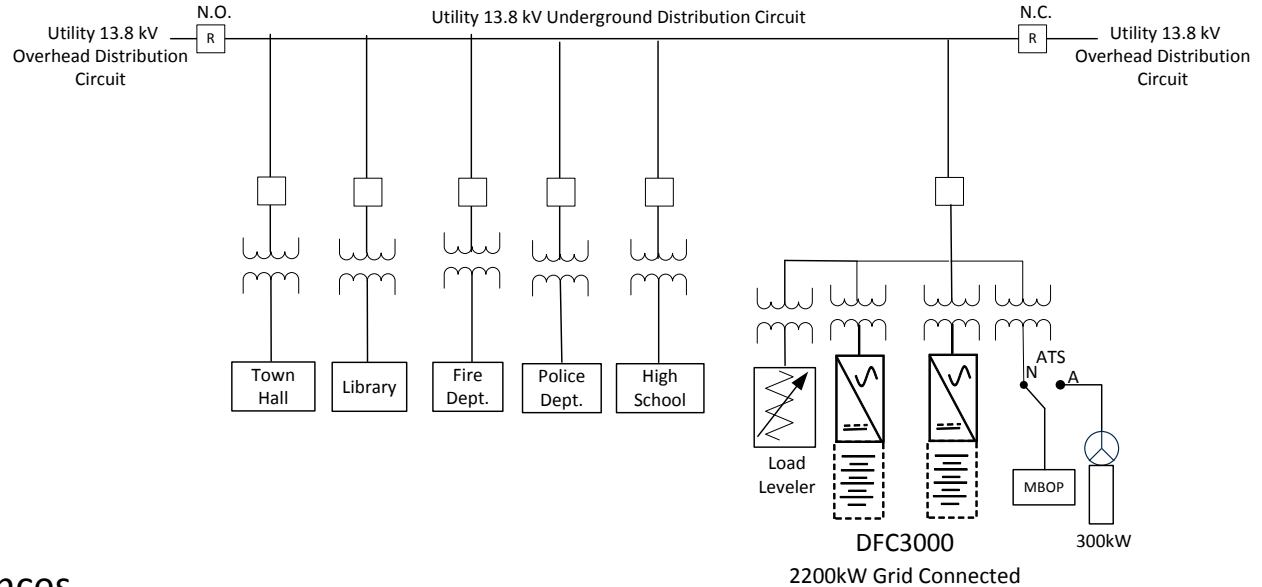 N.O.
Utility 13.8 kV Underground Distribution Circuit
N.C.
Utility 13.8 kV
Overhead Distribution
Circuit
R
R
Utility 13.8 kV
Overhead Distribution
Circuit
Town
Hall
Library
Fire
Dept.
Police
Dept.
High
School
ATS
N
A
Load
Leveler
MBOP
DFC3000
300kW
2200kW Grid Connected